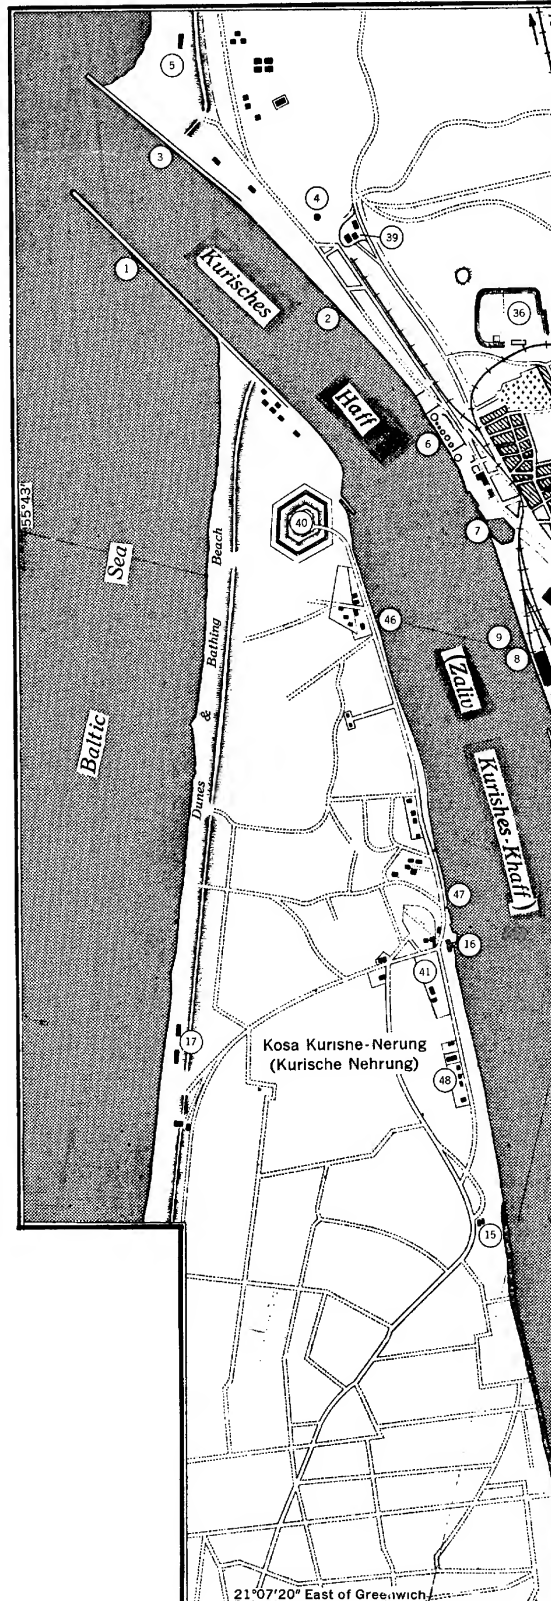 5
3
4
39
1
Kurisches
2
36
Haff
6
40
7
55°43'
Sea
Beach
Bathing
&
Dunes
46
9
8
(Zaliv
Baltic
Kurishes-Khaff)
47
16
41
17
Kosa Kurisne-Nerung
(Kurische Nehrung)
48
15
21°07'20" East of Greenwich